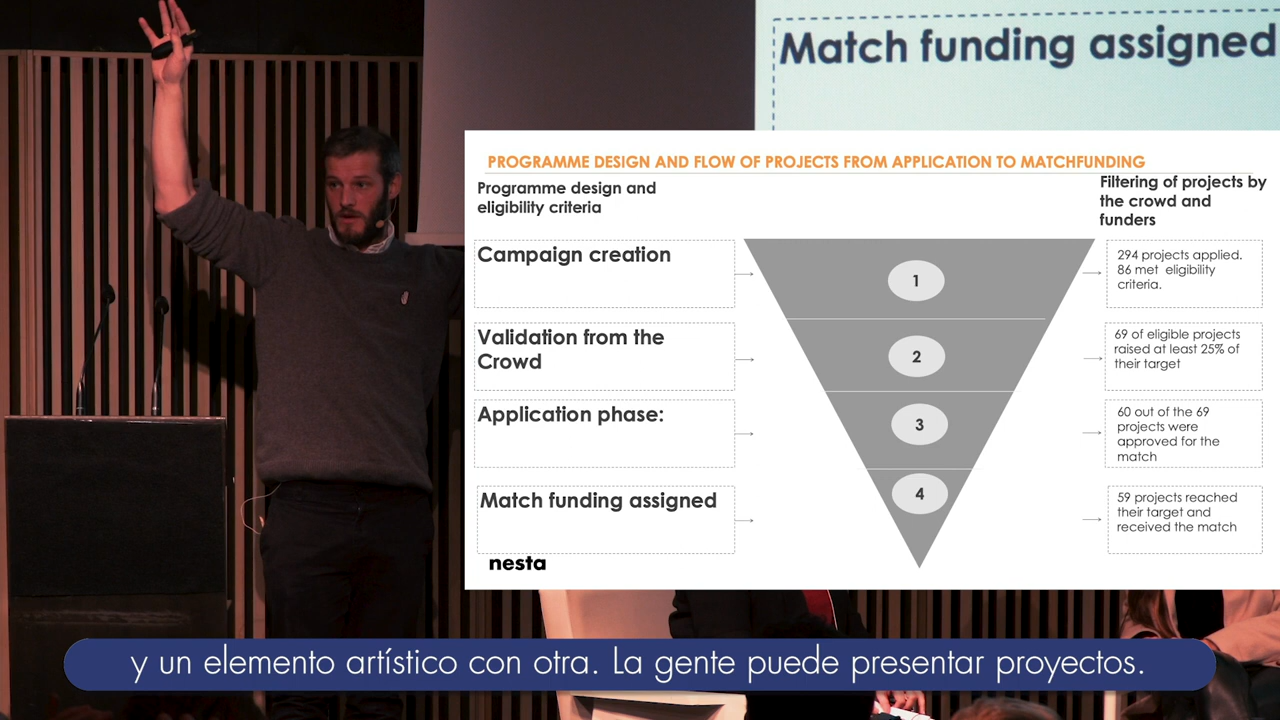 Match funding assigned
PROGRAMME DESIGN AND FLOW OF PROJECTS FROM APPLICATION TO MATCHFUNDING
Programme design and
eligibility criteria
Filtering of projects by
the crowd and
funders
Campaign creation
1
294 projects applied.
86 met eligibility
criteria.
Validation from the
Crowd
2
69 of eligible projects
raised at least 25% of
their target
Application phase:
3
60 out of the 69
projects were
approved for the
match
Match funding assigned
4
59 projects reached
their target and
received the match
nesta
y un elemento artístico con otra. La gente puede presentar proyectos.